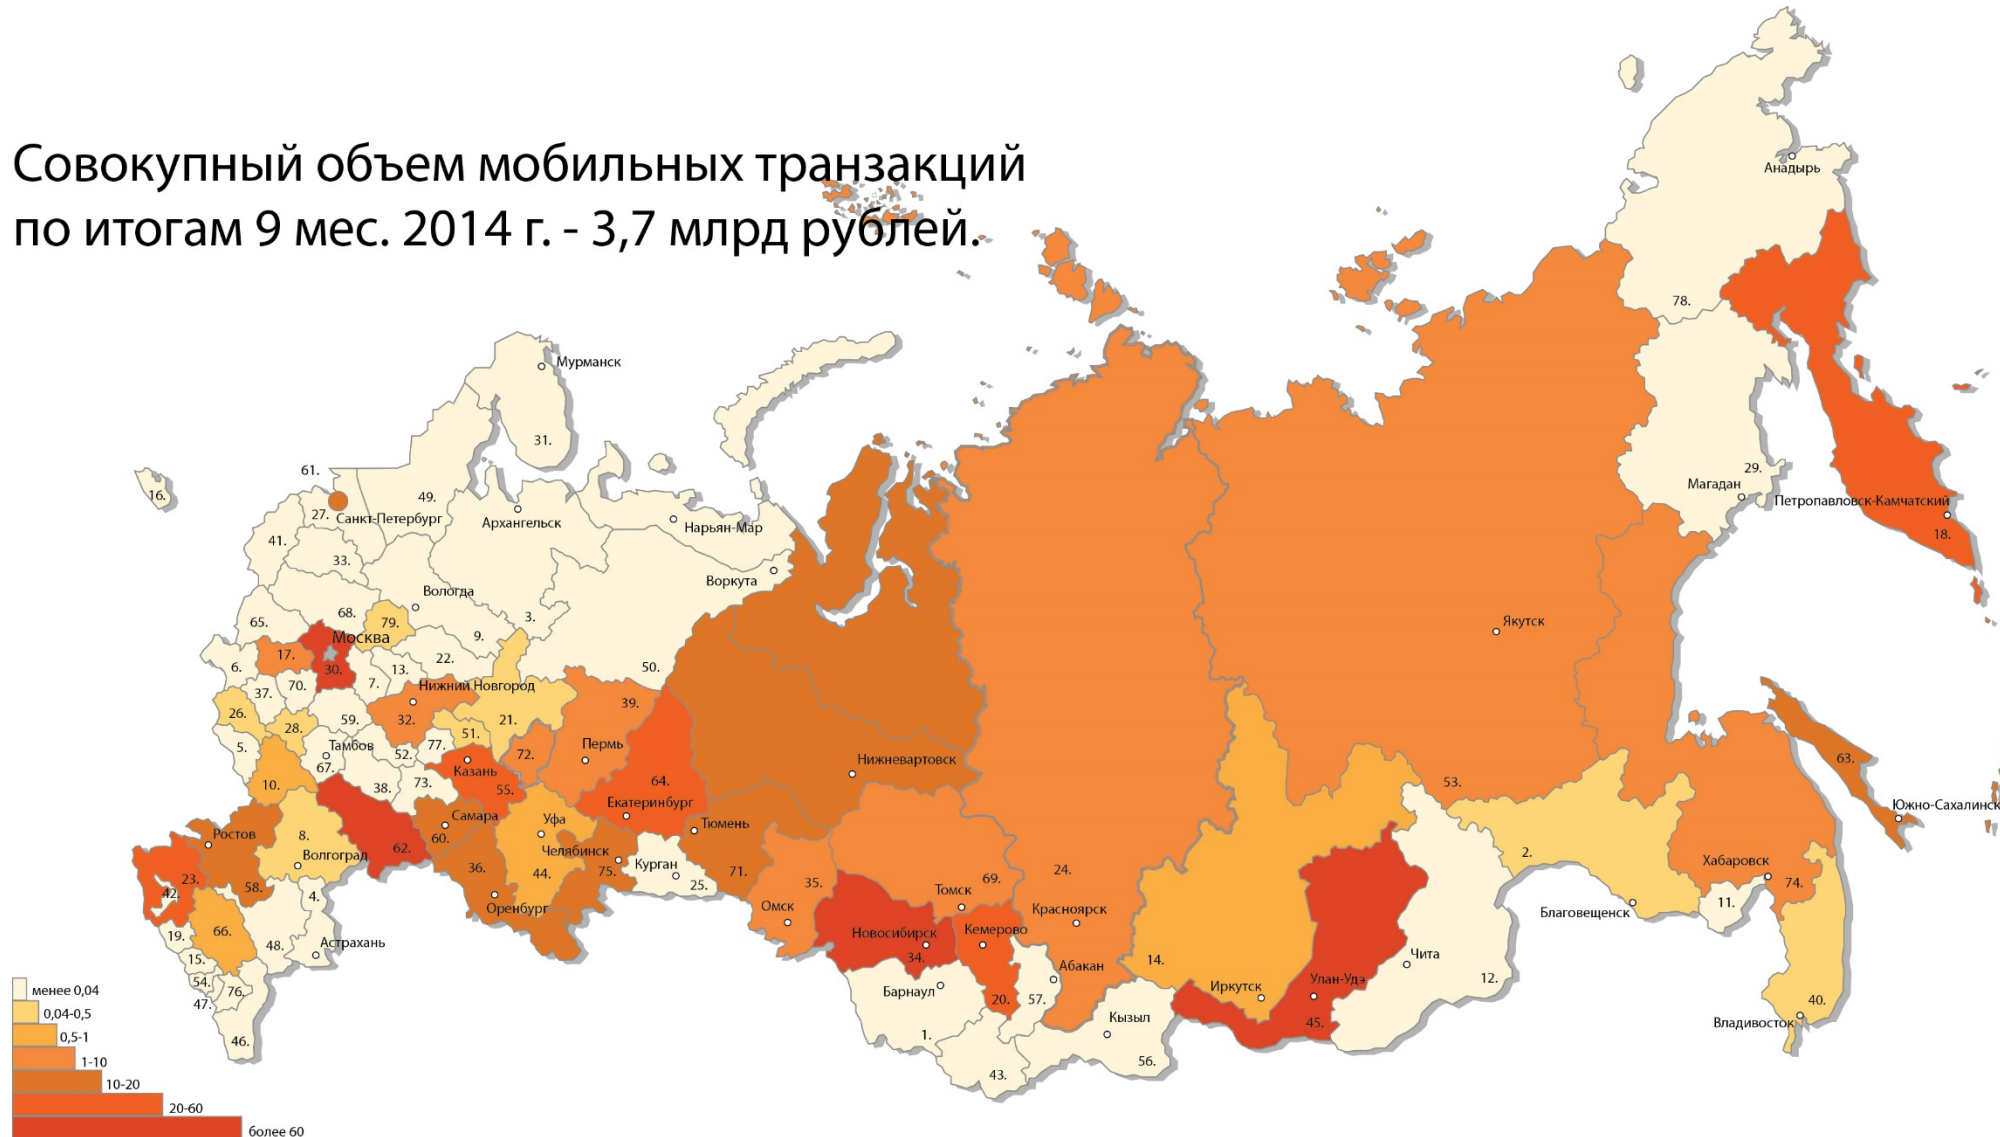 Совокупный объем мобильных транзакций
по итогам 9 мес. 2014 г. - 3,7 млрд рублей.
Анадырь
78.
Мурманск
31.
61.
16.
49.
29.
Магадан
Петропавловск-Камчатский
18.
27.
Санкт-Петербург
Архангельск
Нарьян-Мар
41.
33.
Воркута
Вологда
3.
68.
79.
65.
Якутск
Москва
9.
17.
22.
6.
30.
13.
50.
7.
37.
70.
Нижний Новгород
39.
26.
59.
32.
21.
28.
51.
5.
Тамбов
52.
77.
72.
Пермь
Нижневартовск
63.
67.
Казань
10.
38.
73.
55.
64.
53.
Екатеринбург
Южно-Сахалинск
Ростов
8.
Самара
60.
Уфа
Тюмень
Волгоград
62.
Челябинск
Курган
2.
Хабаровск
23.
42.
58.
36.
44.
75.
25.
71.
35.
69.
24.
74.
4.
Оренбург
Омск
Томск
Красноярск
Благовещенск
11.
19.
66.
48.
Астрахань
Новосибирск
Кемерово
15.
34.
Абакан
14.
Чита
54.
76.
47.
Барнаул
20.
57.
Иркутск
Улан-Удэ
12.
40.
46.
1.
Кызыл
45.
Владивосток
43.
56.
менее 0,04
0,04-0,5
0,5-1
1-10
10-20
20-60
более 60